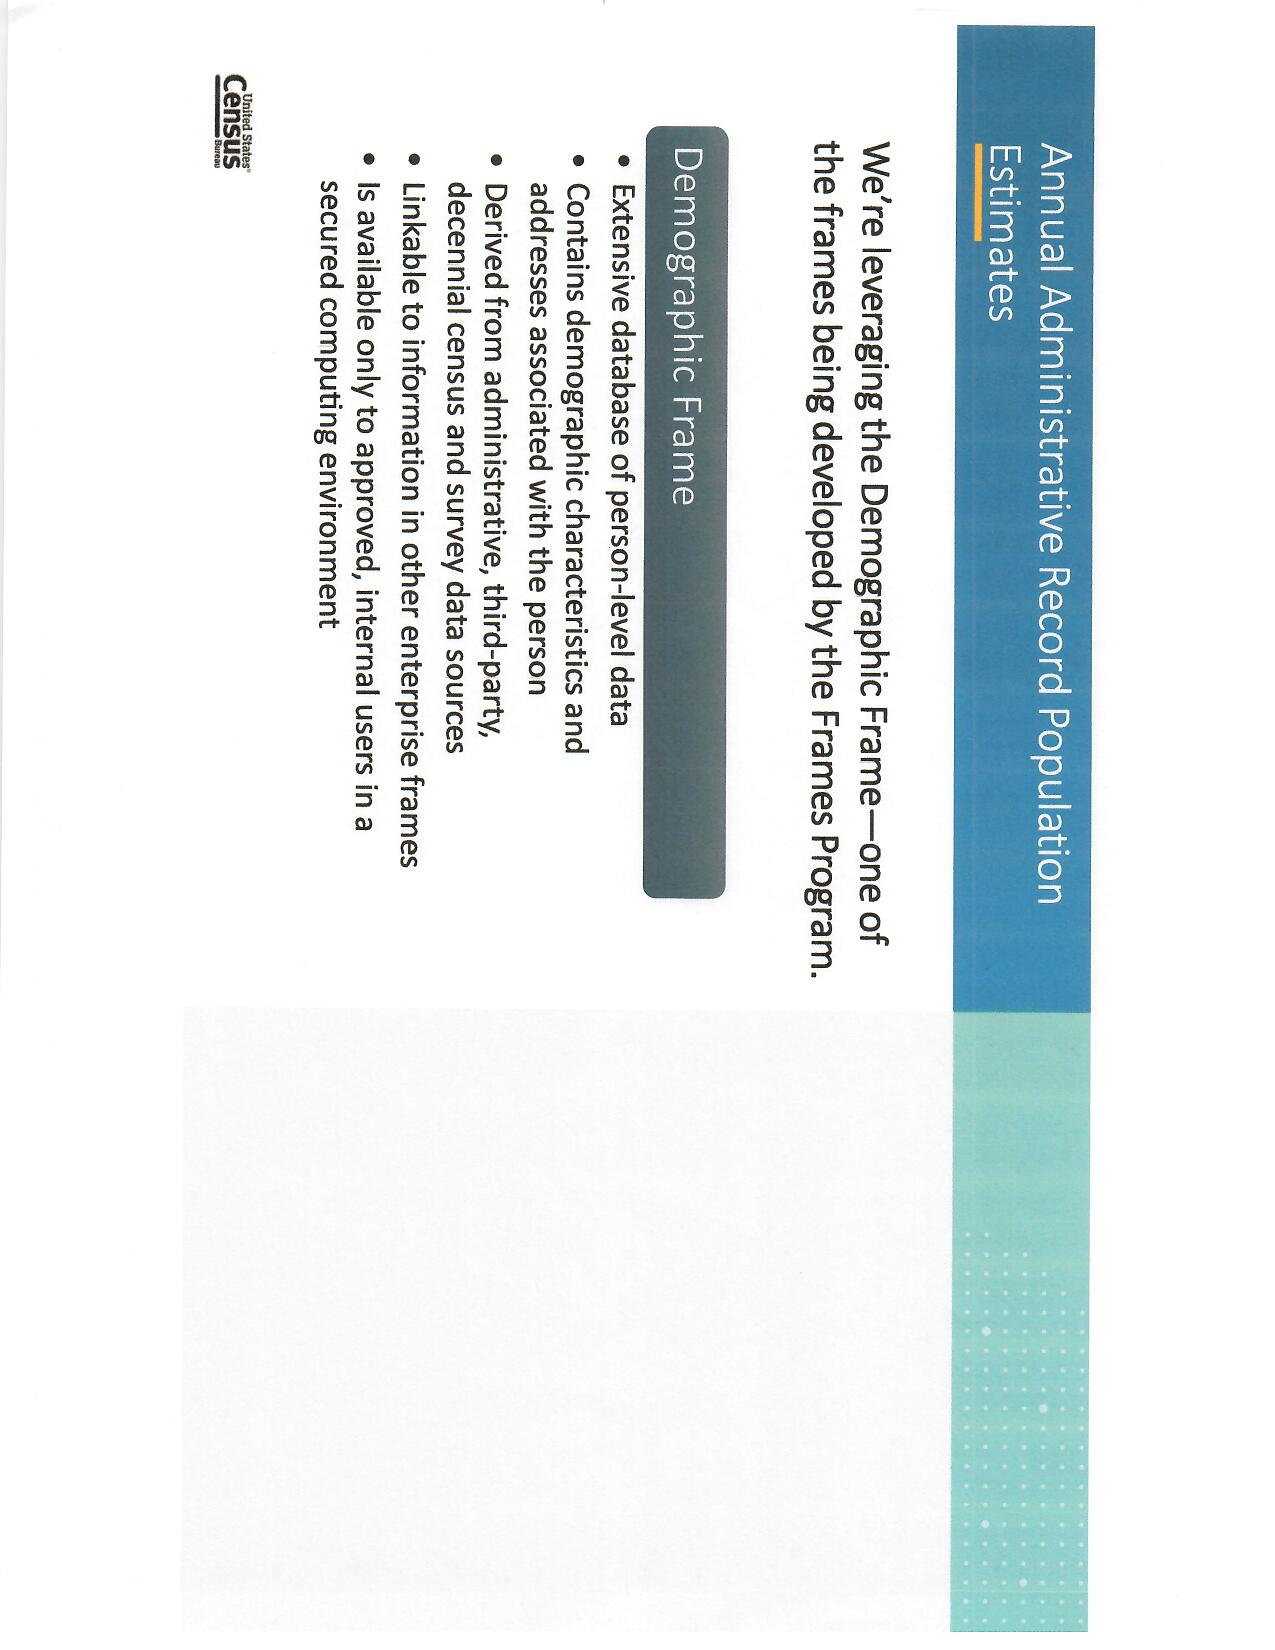 Annual Administrative Record Population
Estimates
We're leveraging the Demographic Frame—one of
the frames being developed by the Frames Program.
Demographic Frame
• Extensive database of person-level data
• Contains demographic characteristics and
addresses associated with the person
• Derived from administrative, third-party,
decennial census and survey data sources
• Linkable to information in other enterprise frames
• Is available only to approved, internal users in a
secured computing environment
United States®
Census
Bureau